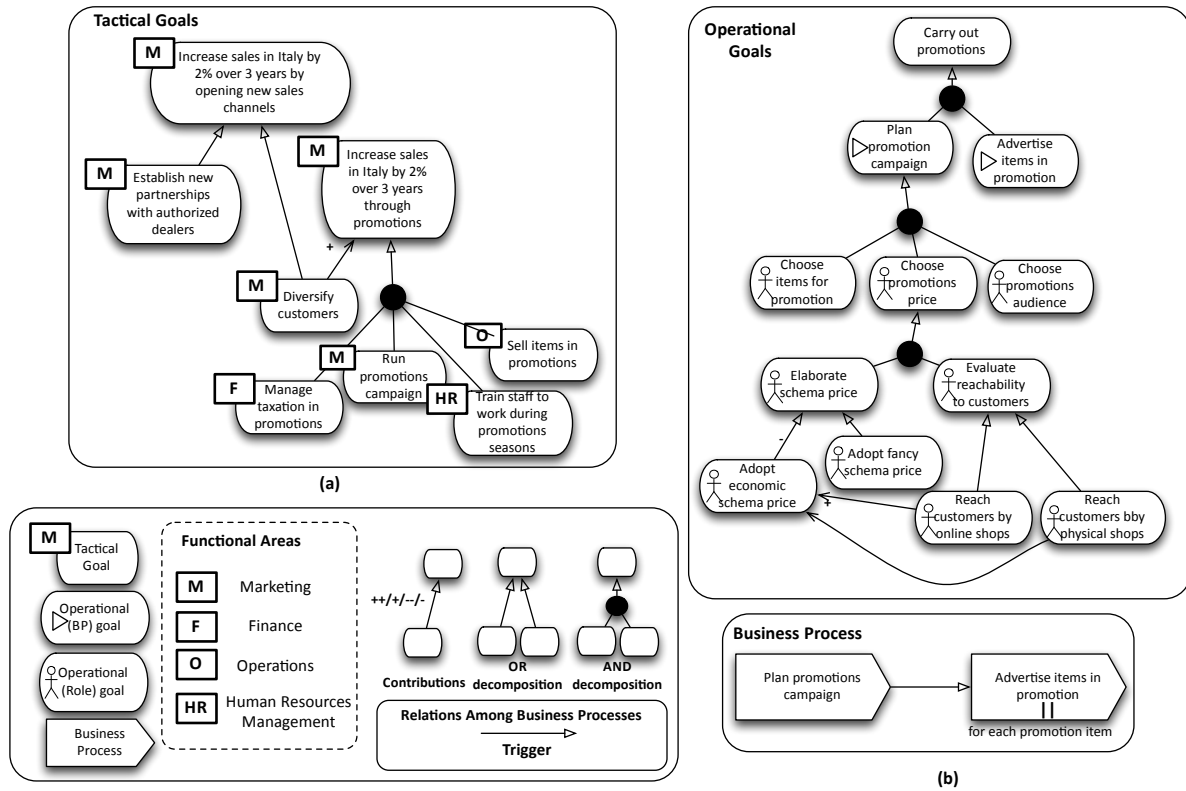 Tactical Goals
M
Increase sales in Italy by
2% over 3 years by
opening new sales
channels
M
Establish new
partnerships
with authorized
dealers
M
Increase sales
in Italy by 2%
over 3 years
through
promotions
+
M
Diversify
customers
O
Sell items in
promotions
M
Run
promotions
campaign
F
Manage
taxation in
promotions
HR
Train staff to
work during
promotions
seasons
(a)
Operational
Goals
Carry out
promotions
Plan
promotion
campaign
Advertise
items in
promotion
Choose
items for
promotion
Choose
promotions
price
Choose
promotions
audience
Elaborate
schema price
Evaluate
reachability
to customers
-
Adopt fancy
schema price
Adopt
economic
schema price
+
Reach
customers by
online shops
Reach
customers bby
physical shops
M
Tactical
Goal
Operational
(BP) goal
Operational
(Role) goal
Business
Process
Functional Areas
M Marketing
F Finance
O Operations
HR Human Resources
Management
++/+/--/-
Contributions
OR
decomposition
AND
decomposition
Relations Among Business Processes
Trigger
Business Process
Plan promotions
campaign
Advertise items in
promotion
for each promotion item
(b)